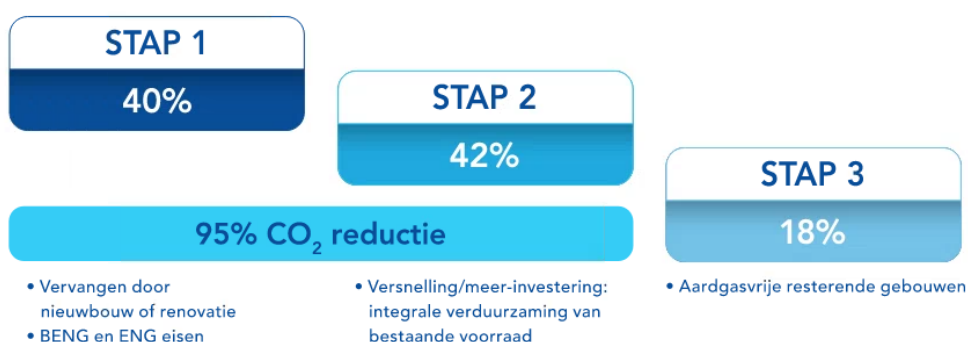 STAP 1
40%
STAP 2
42%
STAP 3
18%
95% CO₂ reductie
• Vervangen door
nieuwbouw of renovatie
• BENG en ENG eisen
• Versnelling/meer-investering:
integrale verduurzaming van
bestaande voorraad
• Aardgasvrije resterende gebouwen